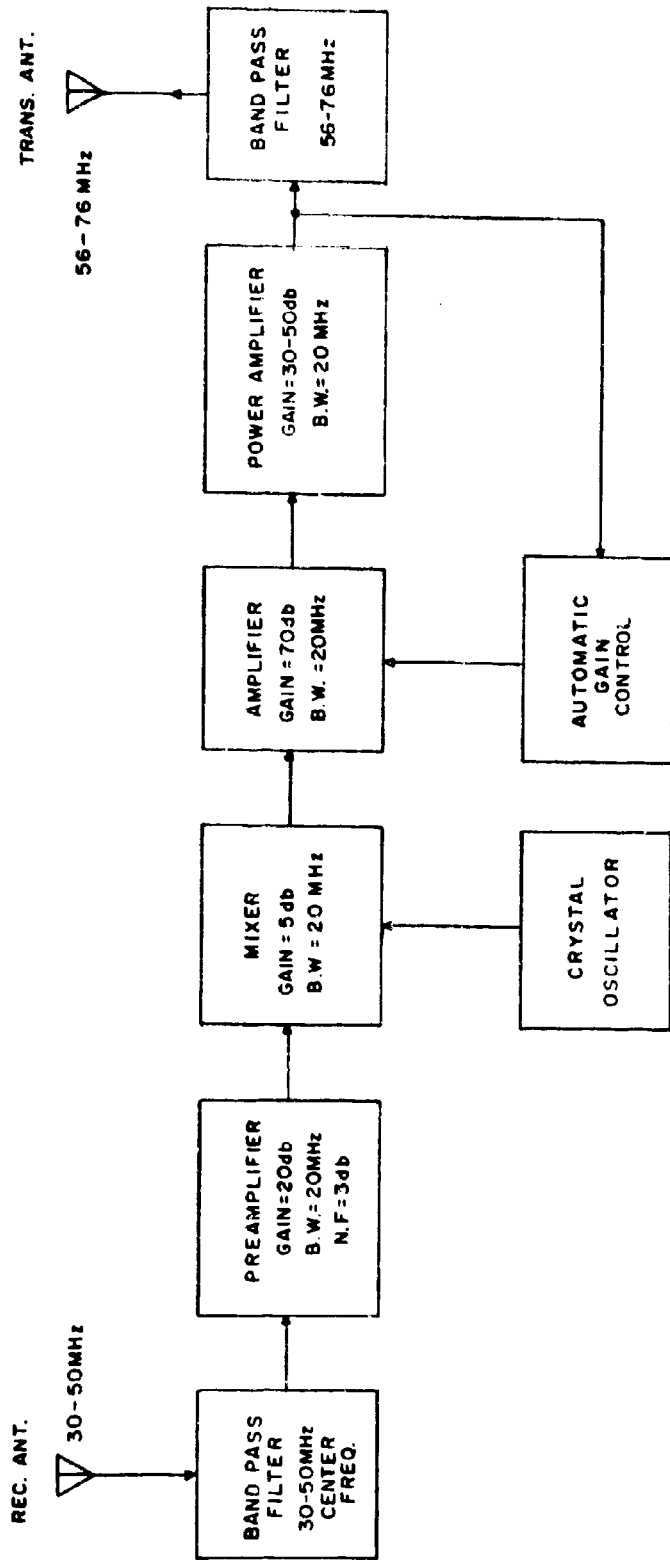 REC. ANT.
30-50MHz
BAND PASS
FILTER
30-50MHz
CENTER
FREQ.
PREAMPLIFIER
GAIN=20db
B.W.=20MHz
N.F=3db
MIXER
GAIN=5db
B.W=20 MHz
CRYSTAL
OSCILLATOR
AMPLIFIER
GAIN=70db
B.W.=20MHz
AUTOMATIC
GAIN
CONTROL
POWER AMPLIFIER
GAIN=30-50db
B.W.=20 MHz
BAND PASS
FILTER
56-76MHz
TRANS. ANT.
56-76 MHz